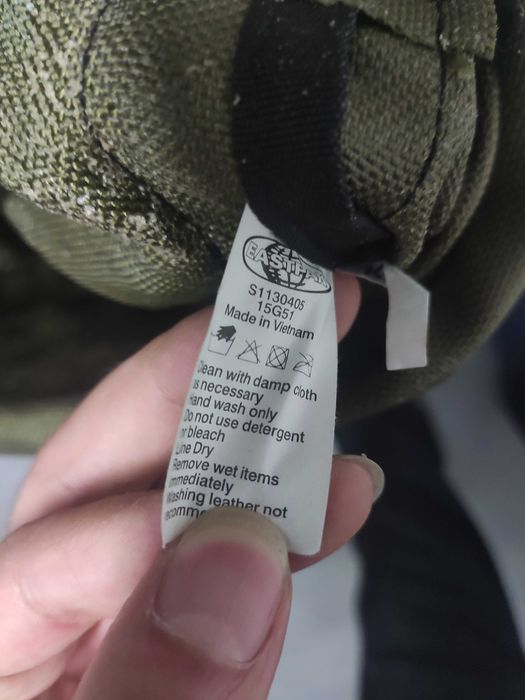 EASTPAK
S1130405
15G51
Made in Vietnam
Clean with damp cloth
as necessary
Hand wash only
Do not use detergent
or bleach
Line Dry
Remove wet items
immediately
Washing leather not